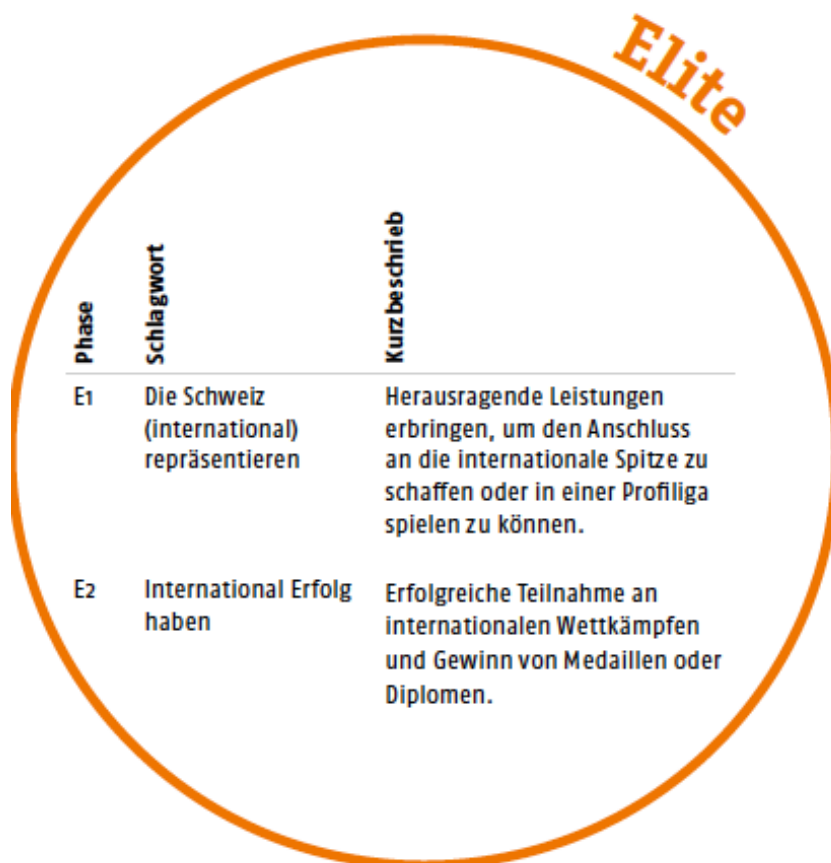 Elite
Phase
Schlagwort
Kurzbeschrieb
E1
Die Schweiz
(international)
repräsentieren
Herausragende Leistungen
erbringen, um den Anschluss
an die internationale Spitze zu
schaffen oder in einer Profiliga
spielen zu können.
E2
International Erfolg
haben
Erfolgreiche Teilnahme an
internationalen Wettkämpfen
und Gewinn von Medaillen oder
Diplomen.